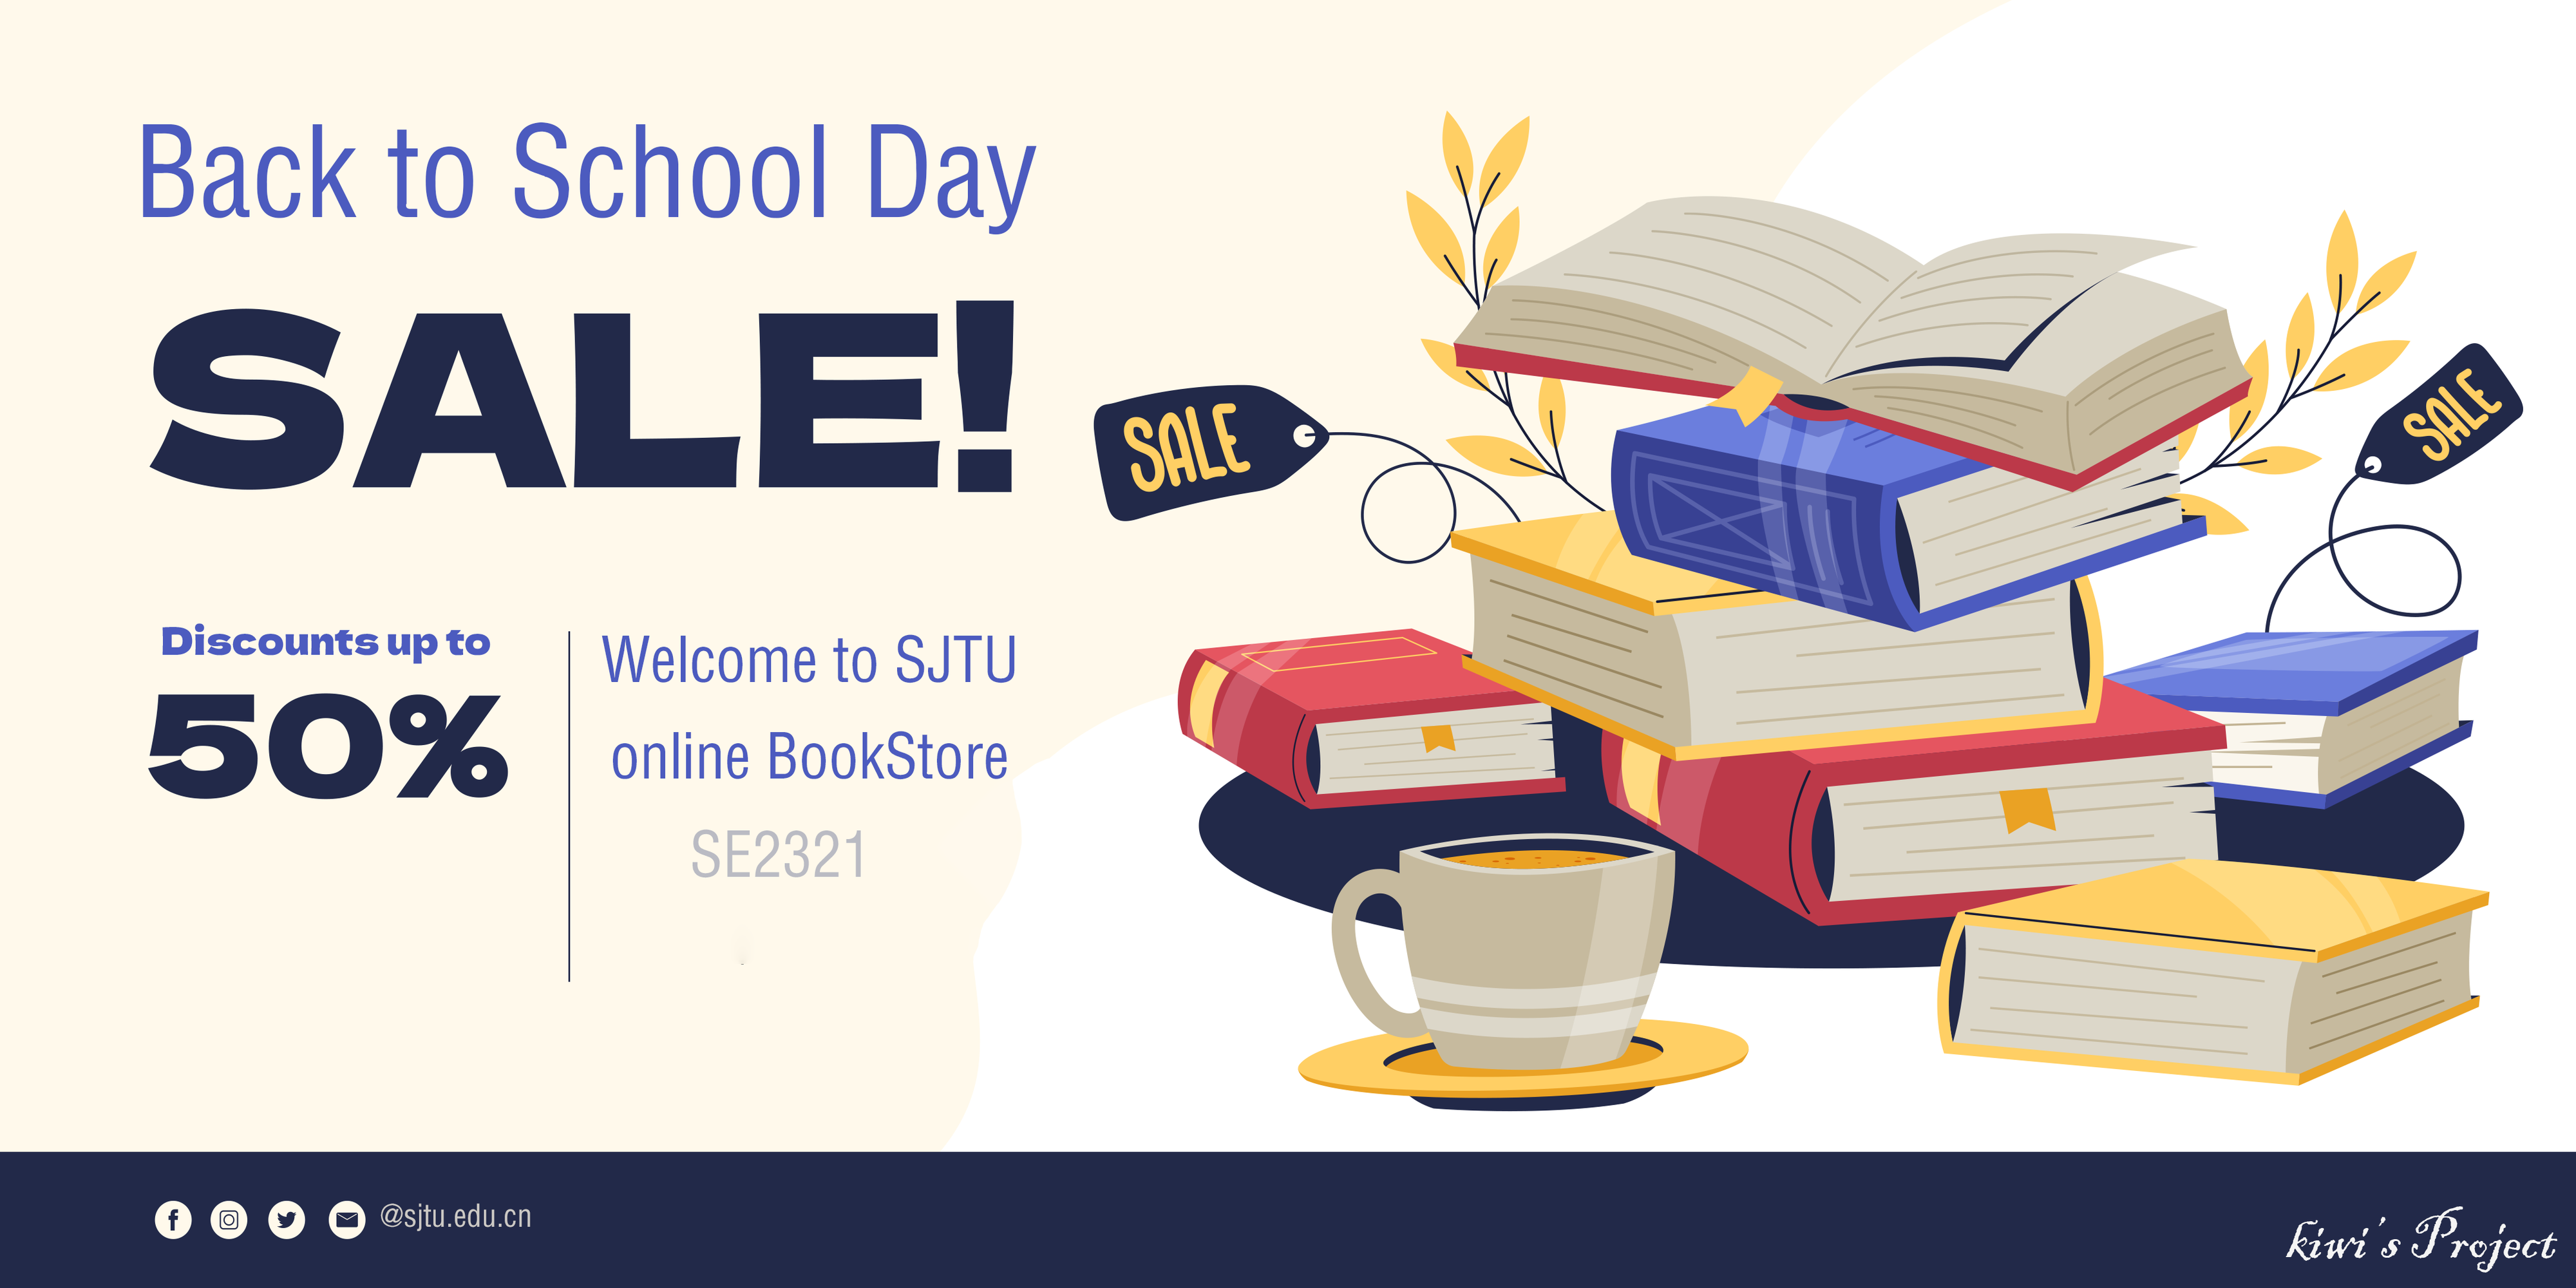 Back to School Day
SALE!
SALE
SALE
Discounts up to
50%
Welcome to SJTU
online BookStore
SE2321
@sjtu.edu.cn
kiwi's Project